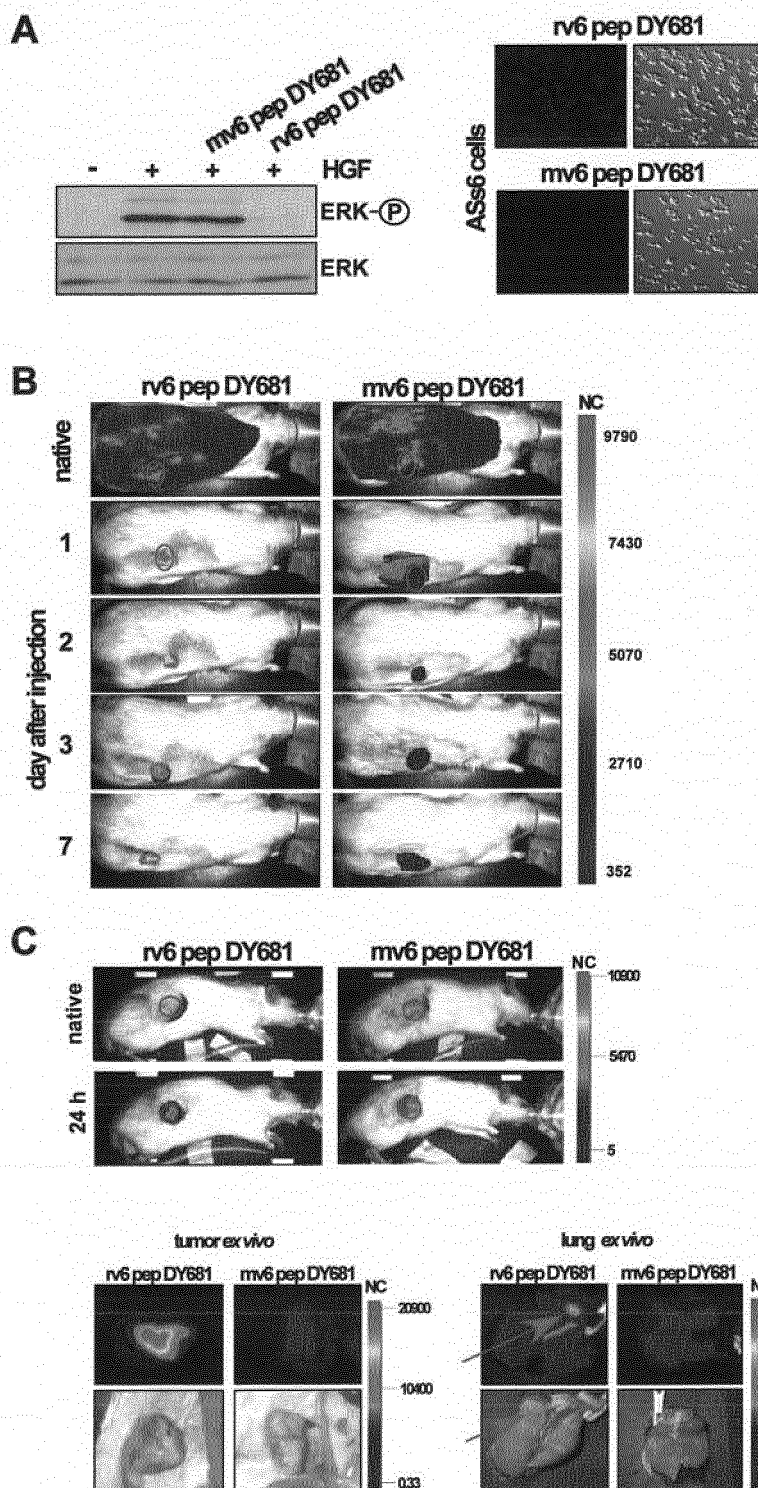 A
mv6 pep DY681
rv6 pep DY681
- + + + HGF
ERK-P
ERK
rv6 pep DY681
ASs6 cells
mv6 pep DY681
B
rv6 pep DY681 mv6 pep DY681
NC
native
1
2
3
7
day after injection
9790
7430
5070
2710
352
C
rv6 pep DY681 mv6 pep DY681
NC
native
24 h
10900
5470
5
tumor ex vivo
rv6 pep DY681 mv6 pep DY681
NC
20900
10400
0.33
lung ex vivo
rv6 pep DY681 mv6 pep DY681